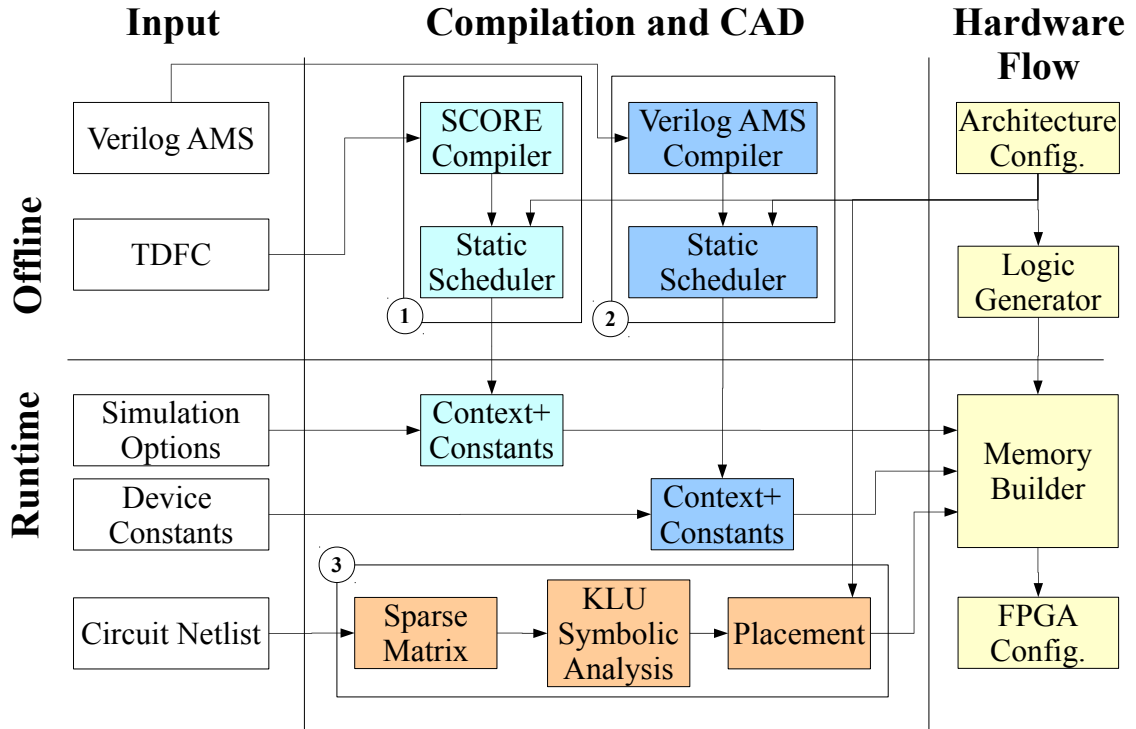 Input
Compilation and CAD
Hardware
Flow
Offline
Runtime
Verilog AMS
SCORE
Compiler
Verilog AMS
Compiler
Architecture
Config.
TDFC
Static
Scheduler
Static
Scheduler
Logic
Generator
1
2
Simulation
Options
Context+
Constants
Memory
Builder
Device
Constants
Context+
Constants
3
Circuit Netlist
Sparse
Matrix
KLU
Symbolic
Analysis
Placement
FPGA
Config.